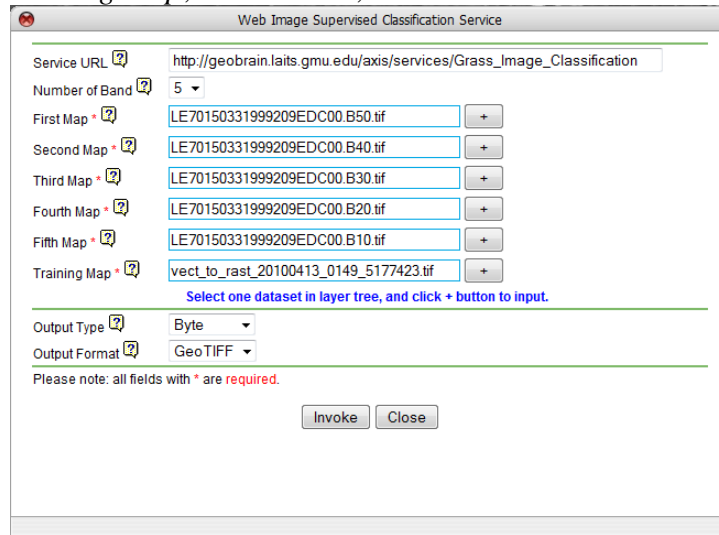 Web Image Supervised Classification Service
Service URL ? http://geobrain.laits.gmu.edu/axis/services/Grass_Image_Classification
Number of Band ? 5
First Map * ? LE70150331999209EDC00.B50.tif +
Second Map * ? LE70150331999209EDC00.B40.tif +
Third Map * ? LE70150331999209EDC00.B30.tif +
Fourth Map * ? LE70150331999209EDC00.B20.tif +
Fifth Map * ? LE70150331999209EDC00.B10.tif +
Training Map * ? vect_to_rast_20100413_0149_5177423.tif +
Select one dataset in layer tree, and click + button to input.
Output Type ? Byte
Output Format ? GeoTIFF
Please note: all fields with * are required.
Invoke Close